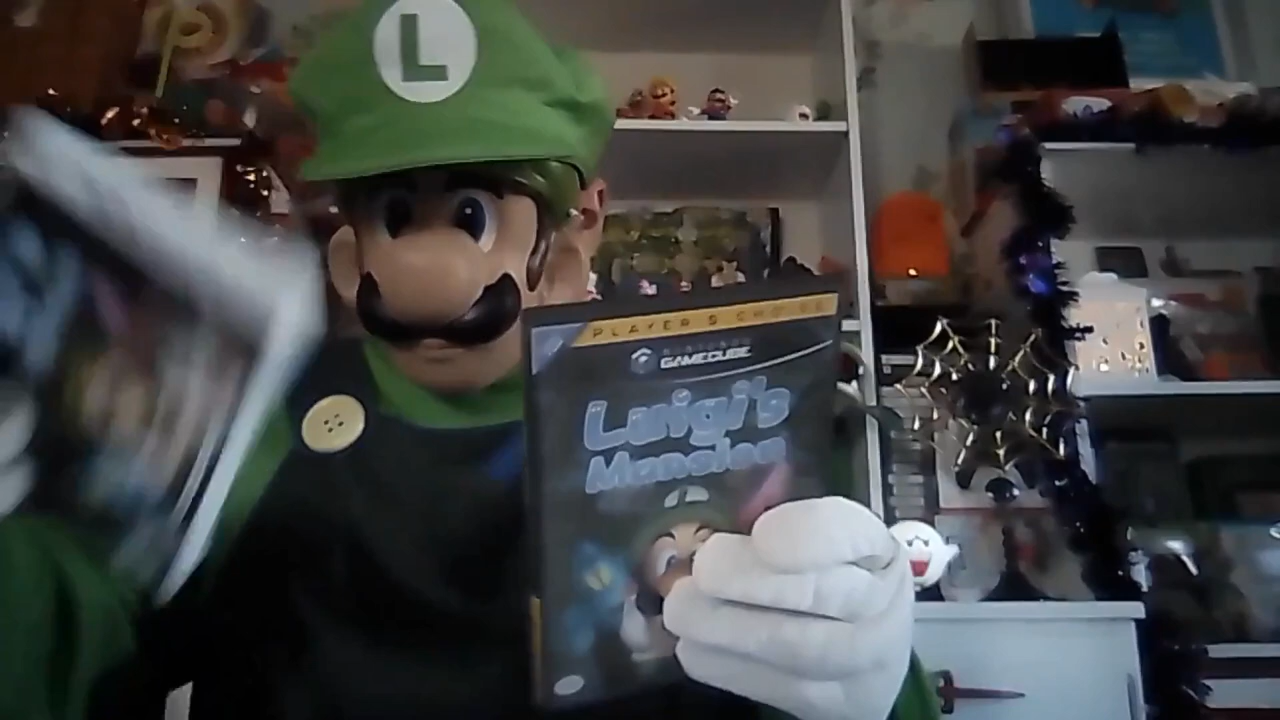 L
PLAYER'S CHOICE
NINTENDO
GAMECUBE
Luigi's
Mansion
L